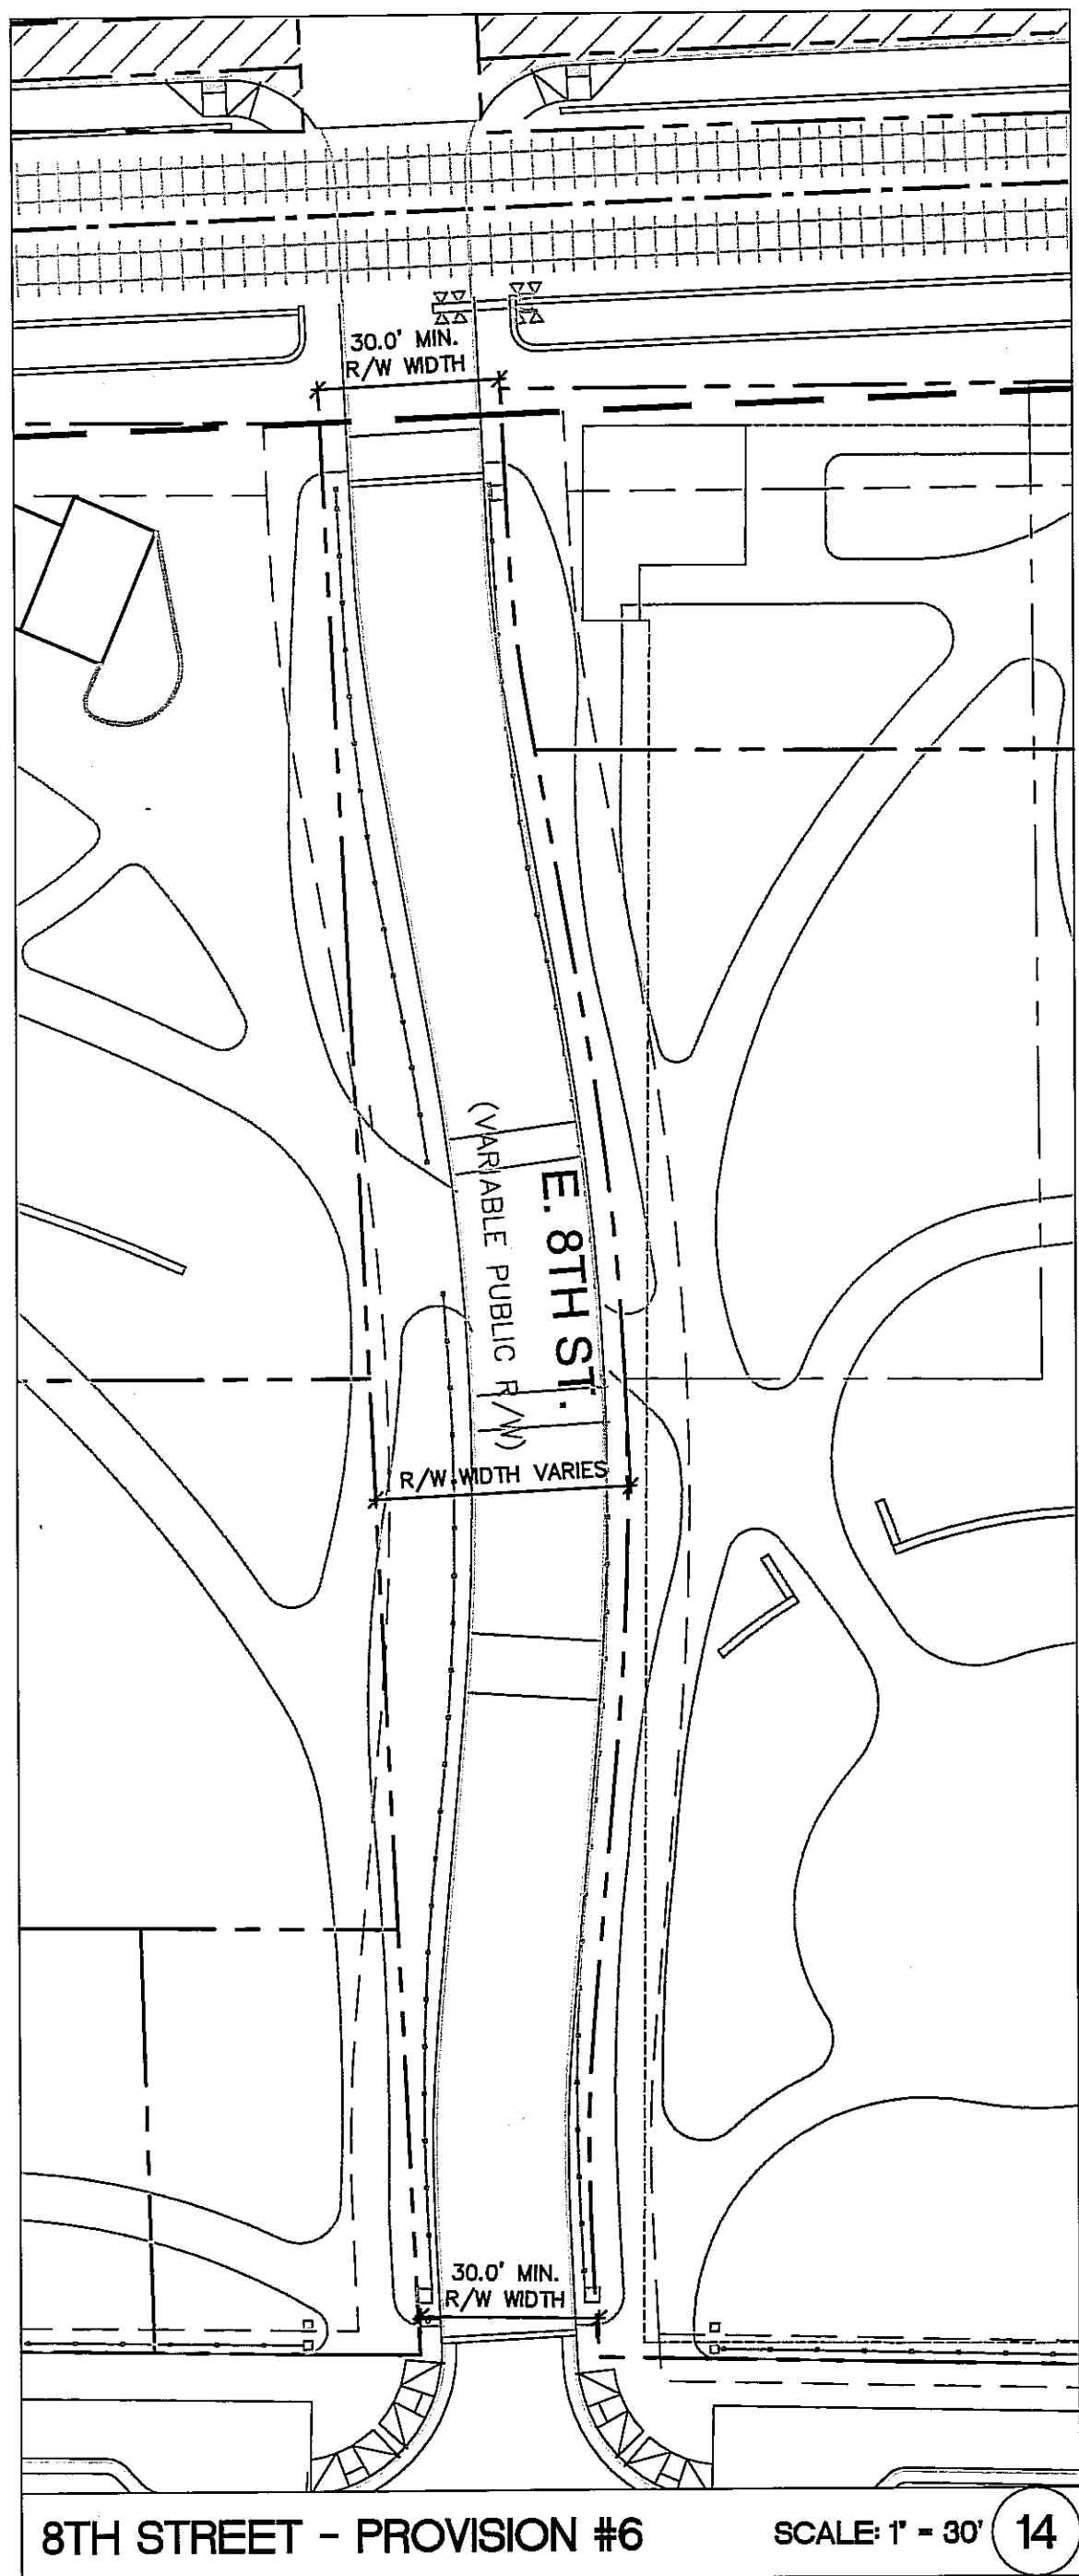 30.0' MIN.
R/W WIDTH
E. 8TH ST.
(VARIABLE PUBLIC R/W)
R/W WIDTH VARIES
30.0' MIN.
R/W WIDTH
8TH STREET - PROVISION #6
SCALE: 1" = 30'
14